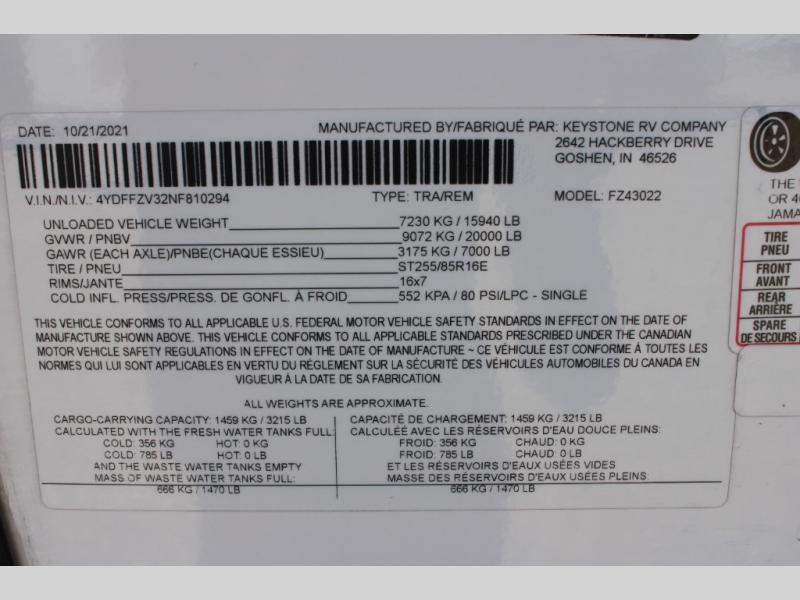 DATE: 10/21/2021
MANUFACTURED BY/FABRIQUÉ PAR: KEYSTONE RV COMPANY
2642 HACKBERRY DRIVE
GOSHEN, IN 46526
V.I.N./N.I.V.: 4YDFFZV32NF810294 TYPE: TRA/REM MODEL: FZ43022
UNLOADED VEHICLE WEIGHT 7230 KG / 15940 LB
GVWR / PNBV 9072 KG / 20000 LB
GAWR (EACH AXLE)/PNBE(CHAQUE ESSIEU) 3175 KG / 7000 LB
TIRE / PNEU ST255/85R16E
RIMS/JANTE 16x7
COLD INFL. PRESS/PRESS. DE GONFL. À FROID 552 KPA / 80 PSI/LPC - SINGLE
THIS VEHICLE CONFORMS TO ALL APPLICABLE U.S. FEDERAL MOTOR VEHICLE SAFETY STANDARDS IN EFFECT ON THE DATE OF
MANUFACTURE SHOWN ABOVE. THIS VEHICLE CONFORMS TO ALL APPLICABLE STANDARDS PRESCRIBED UNDER THE CANADIAN
MOTOR VEHICLE SAFETY REGULATIONS IN EFFECT ON THE DATE OF MANUFACTURE ~ CE VÉHICULE EST CONFORME À TOUTES LES
NORMES QUI LUI SONT APPLICABLES EN VERTU DU RÉGLEMENT SUR LA SÉCURITÉ DES VÉHICULES AUTOMOBILES DU CANADA EN
VIGUEUR À LA DATE DE SA FABRICATION.
ALL WEIGHTS ARE APPROXIMATE.
CARGO-CARRYING CAPACITY: 1459 KG / 3215 LB
CALCULATED WITH THE FRESH WATER TANKS FULL:
COLD: 356 KG HOT: 0 KG
COLD: 785 LB HOT: 0 LB
AND THE WASTE WATER TANKS EMPTY
MASS OF WASTE WATER TANKS FULL:
666 KG / 1470 LB
CAPACITÉ DE CHARGEMENT: 1459 KG / 3215 LB
CALCULÉE AVEC LES RÉSERVOIRS D'EAU DOUCE PLEINS:
FROID: 356 KG CHAUD: 0 KG
FROID: 785 LB CHAUD: 0 LB
ET LES RÉSERVOIRS D'EAUX USÉES VIDES
MASSE DES RÉSERVOIRS D'EAUX USÉES PLEINS:
666 KG / 1470 LB
THE
OR
JAMA
TIRE
PNEU
FRONT
AVANT
REAR
ARRIÈRE
SPARE
DE SECOURS